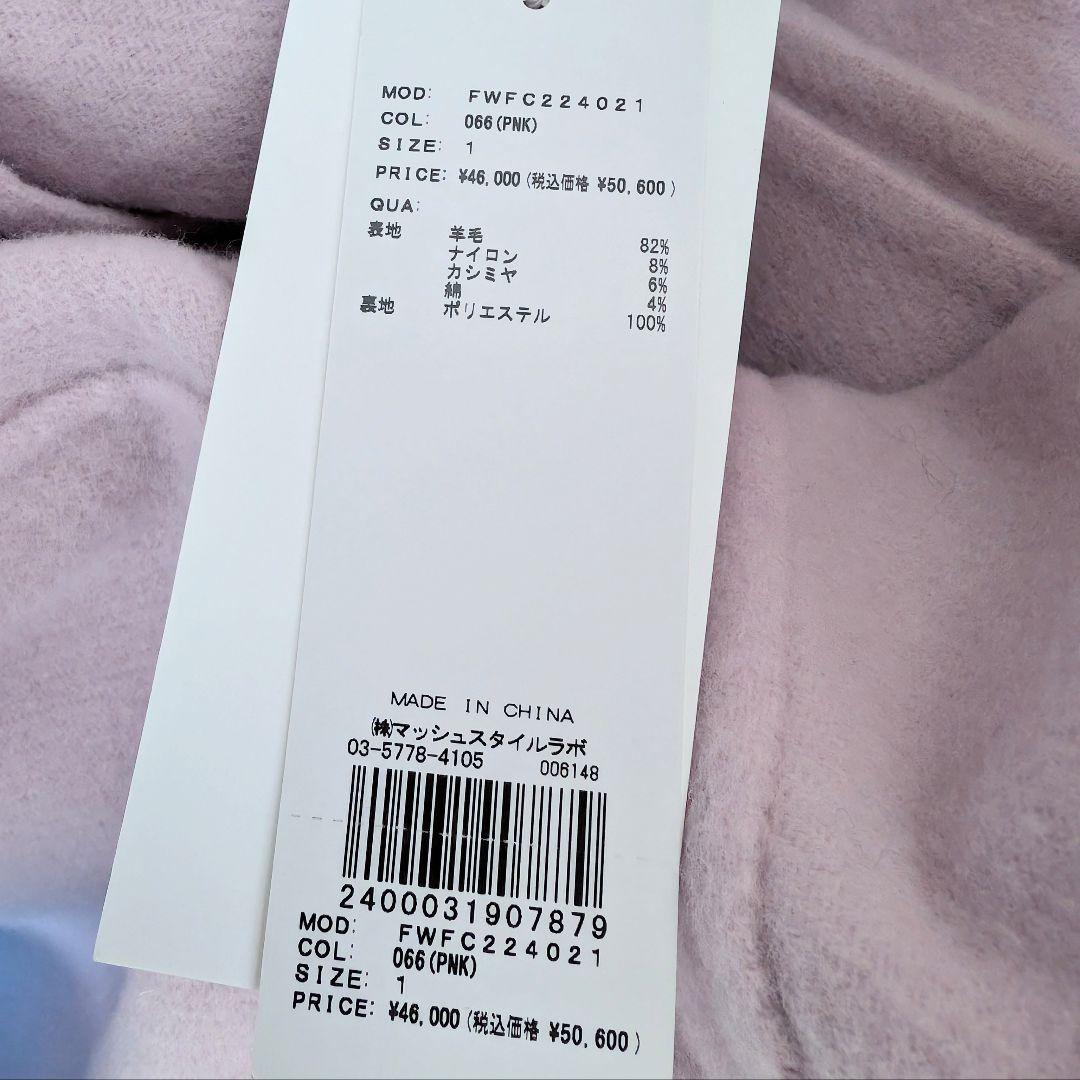 MOD: FWFC224021
COL: 066(PNK)
SIZE: 1
PRICE: ¥46,000(税込価格 ¥50,600)
QUA:
表地 羊毛 82%
ナイロン 8%
カシミヤ 6%
綿 4%
裏地 ポリエステル 100%
MADE IN CHINA
㈱マッシュスタイルラボ
03-5778-4105 006148
2400031907879
MOD: FWFC224021
COL: 066(PNK)
SIZE: 1
PRICE: ¥46,000(税込価格 ¥50,600)